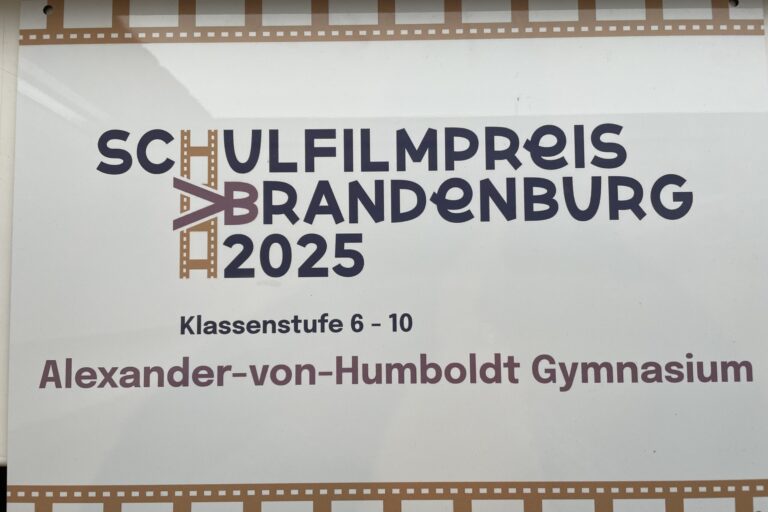 SCHULFILMPREIS
BRANDENBURG
2025
Klassenstufe 6 - 10
Alexander-von-Humboldt Gymnasium